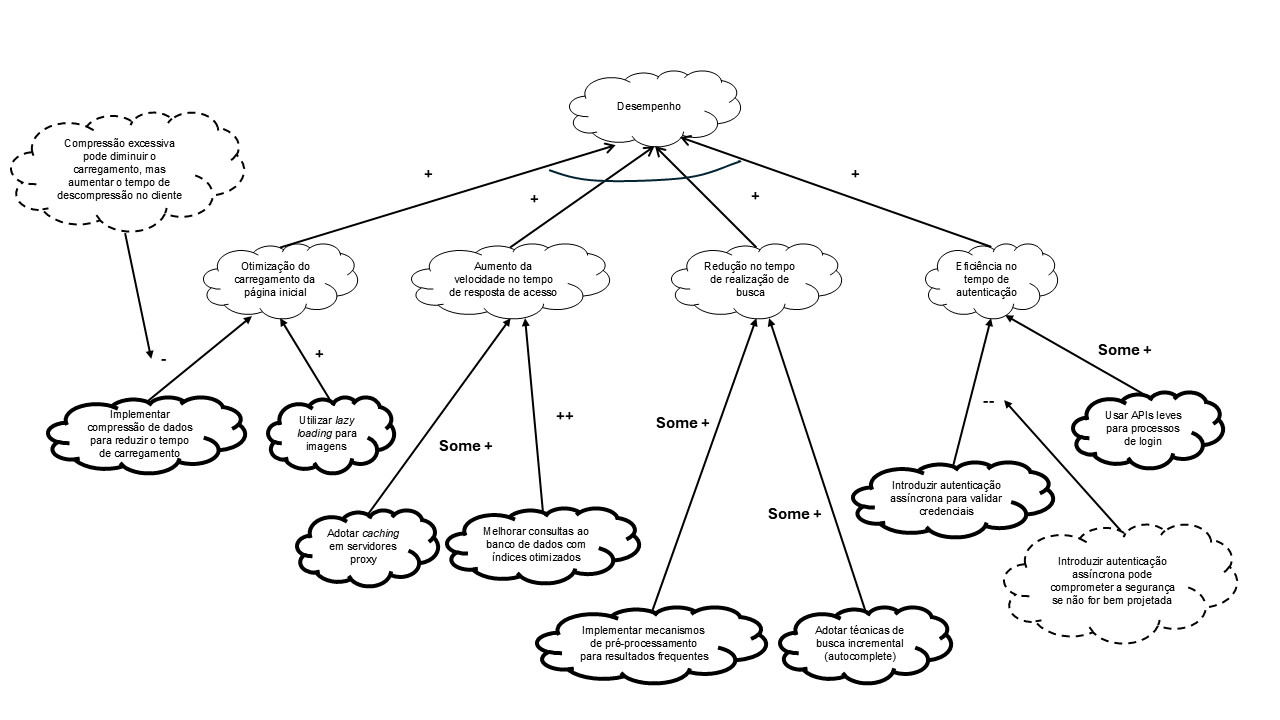 Desempenho
Compressão excessiva
pode diminuir o
carregamento, mas
aumentar o tempo de
descompressão no cliente
+
+
+
+
Otimização do
carregamento da
página inicial
Aumento da
velocidade no tempo
de resposta de acesso
Redução no tempo
de realização de
busca
Eficiência no
tempo de
autenticação
-
+
Some +
Implementar
compressão de dados
para reduzir o tempo
de carregamento
Utilizar lazy
loading para
imagens
Some +
++
Some +
--
Usar APIs leves
para processos
de login
Some +
Introduzir autenticação
assíncrona para validar
credenciais
Adotar caching
em servidores
proxy
Melhorar consultas ao
banco de dados com
índices otimizados
Introduzir autenticação
assíncrona pode
comprometer a segurança
se não for bem projetada
Implementar mecanismos
de pré-processamento
para resultados frequentes
Adotar técnicas de
busca incremental
(autocomplete)